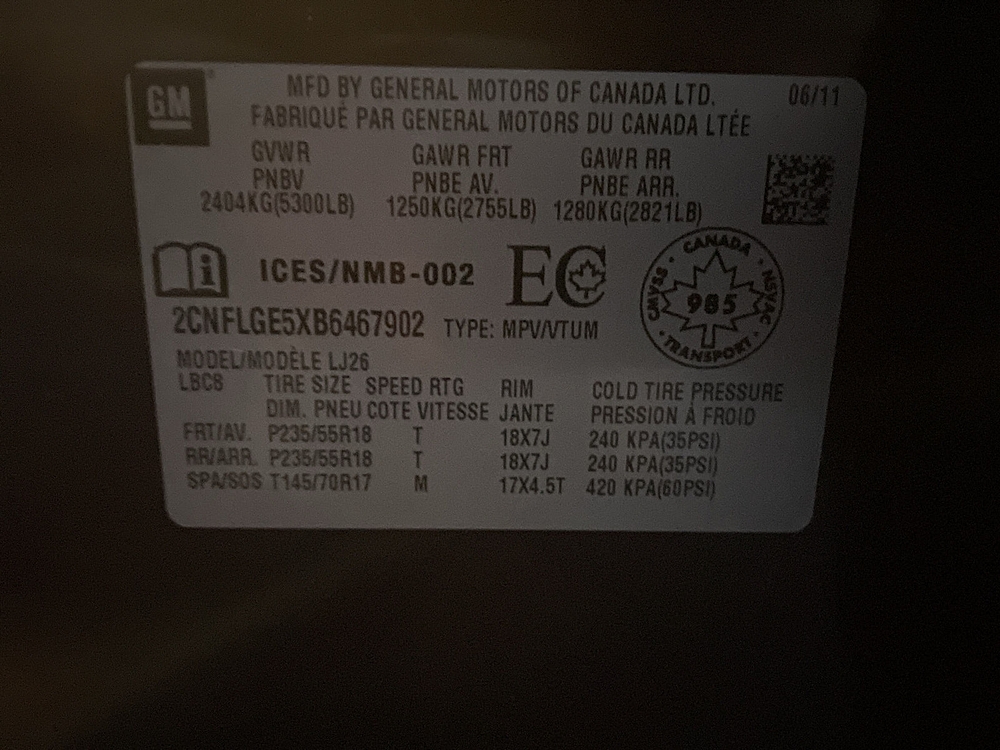 GM
MFD BY GENERAL MOTORS OF CANADA LTD. 06/11
FABRIQUÉ PAR GENERAL MOTORS DU CANADA LTÉE
GVWR GAWR FRT GAWR RR
PNBV PNBE AV. PNBE ARR.
2404KG(5300LB) 1250KG(2755LB) 1280KG(2821LB)
i ICES/NMB-002 EC
CANADA
CMVSS 985 NSVAC
TRANSPORT
2CNFLGE5XB6467902 TYPE: MPV/VTUM
MODEL/MODÈLE LJ26
LBC8 TIRE SIZE SPEED RTG RIM COLD TIRE PRESSURE
DIM. PNEU COTE VITESSE JANTE PRESSION À FROID
FRT/AV. P235/55R18 T 18X7J 240 KPA(35PSI)
RR/ARR. P235/55R18 T 18X7J 240 KPA(35PSI)
SPA/SOS T145/70R17 M 17X4.5T 420 KPA(60PSI)